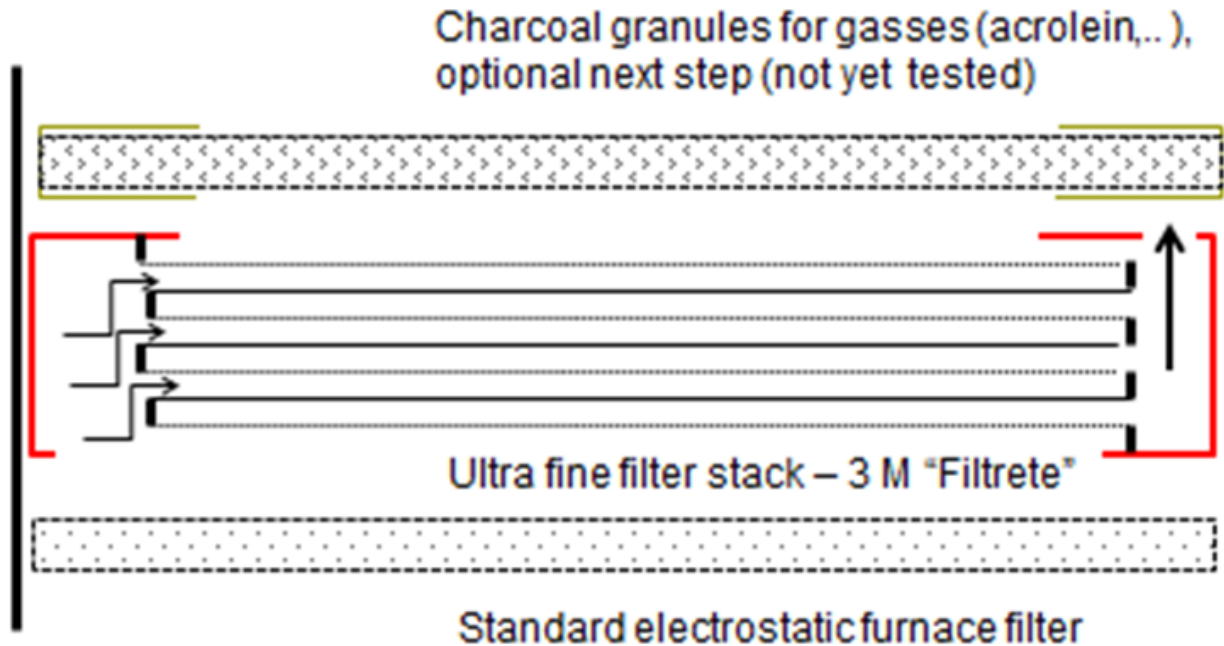 Charcoal granules for gasses (acrolein,.. ),
optional next step (not yet tested)
Ultra fine filter stack – 3 M “Filtrete”
Standard electrostatic furnace filter